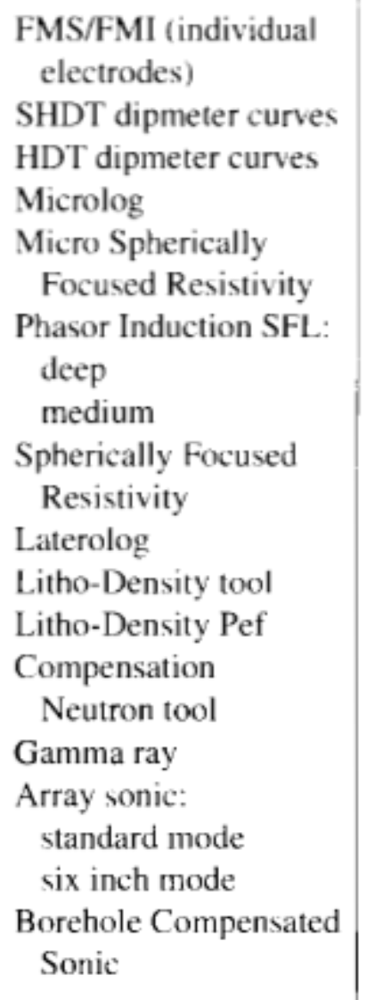 FMS/FMI (individual
electrodes)
SHDT dipmeter curves
HDT dipmeter curves
Microlog
Micro Spherically
Focused Resistivity
Phasor Induction SFL:
deep
medium
Spherically Focused
Resistivity
Laterolog
Litho-Density tool
Litho-Density Pef
Compensation
Neutron tool
Gamma ray
Array sonic:
standard mode
six inch mode
Borehole Compensated
Sonic